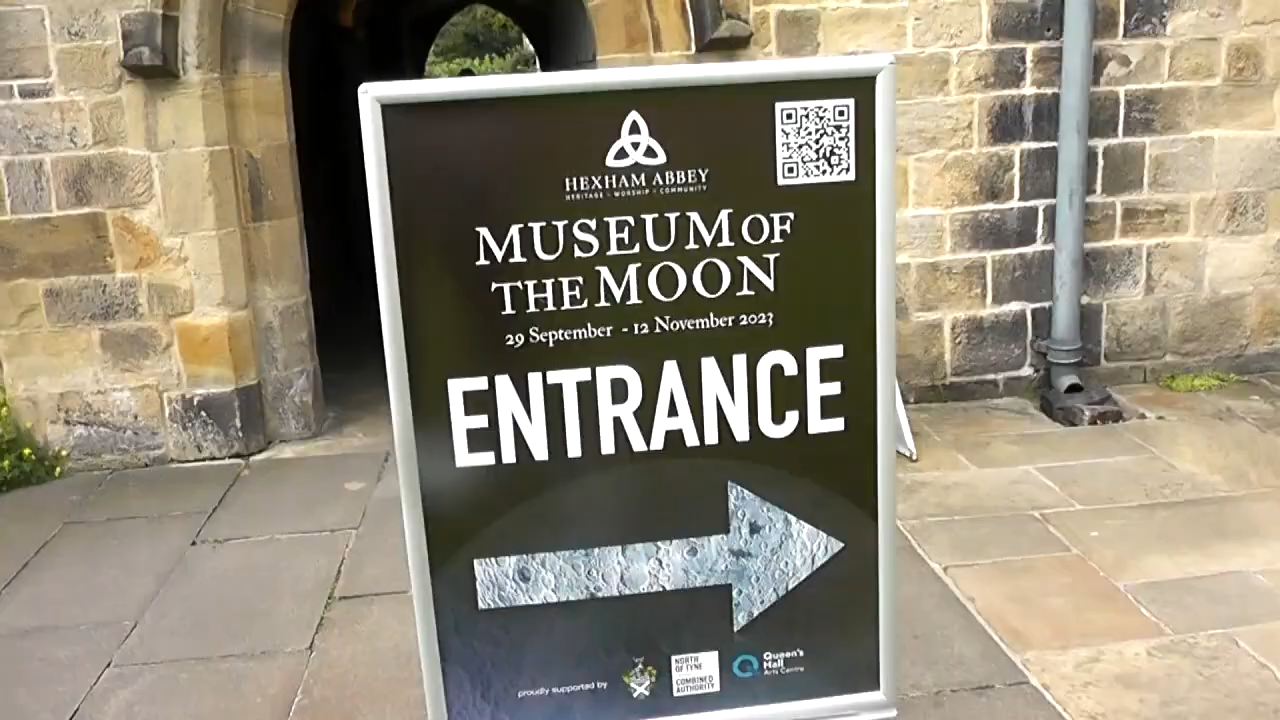 HEXHAM ABBEY
HERITAGE - WORSHIP - COMMUNITY
MUSEUM OF
THE MOON
29 September - 12 November 2023
ENTRANCE
proudly supported by
NORTH
OF TYNE
COMBINED
AUTHORITY
Queen's
Hall
Arts Centre